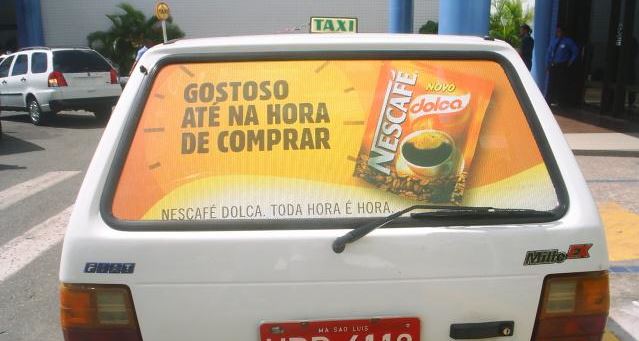 TAXI
GOSTOSO
ATÉ NA HORA
DE COMPRAR
NOVO
NESCAFÉ
dolca
NESCAFÉ DOLCA. TODA HORA É HORA.
FIAT
Mille EX
MA SAO LUIS